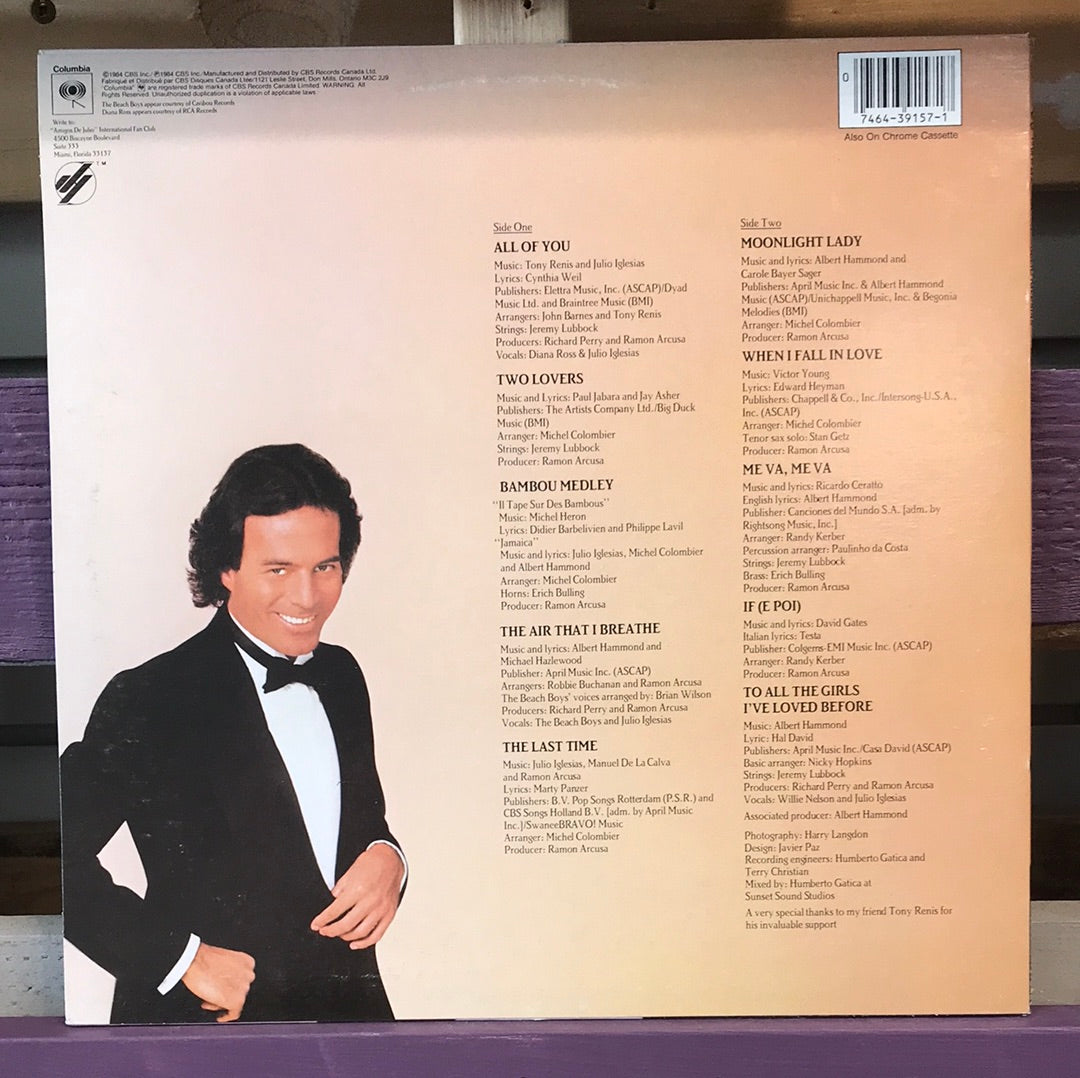 Columbia
©1984 CBS Inc./℗1984 CBS Inc./Manufactured and Distributed by CBS Records Canada Ltd.
Fabriqué et Distribué par CBS Disques Canada Ltée/1121 Leslie Street, Don Mills, Ontario M3C 2J9
"Columbia", are registered trade marks of CBS Records Canada Limited. WARNING: All
Rights Reserved. Unauthorized duplication is a violation of applicable laws.
The Beach Boys appear courtesy of Caribou Records
Diana Ross appears courtesy of RCA Records
Write to:
"Amigos De Julio" International Fan Club
4500 Biscayne Boulevard
Suite 333
Miami, Florida 33137
TM
0
7464-39157-1
Also On Chrome Cassette
Side One
ALL OF YOU
Music: Tony Renis and Julio Iglesias
Lyrics: Cynthia Weil
Publishers: Elettra Music, Inc. (ASCAP)/Dyad
Music Ltd. and Braintree Music (BMI)
Arrangers: John Barnes and Tony Renis
Strings: Jeremy Lubbock
Producers: Richard Perry and Ramon Arcusa
Vocals: Diana Ross & Julio Iglesias
TWO LOVERS
Music and Lyrics: Paul Jabara and Jay Asher
Publishers: The Artists Company Ltd./Big Duck
Music (BMI)
Arranger: Michel Colombier
Strings: Jeremy Lubbock
Producer: Ramon Arcusa
BAMBOU MEDLEY
"Il Tape Sur Des Bambous"
Music: Michel Heron
Lyrics: Didier Barbelivien and Philippe Lavil
"Jamaica"
Music and lyrics: Julio Iglesias, Michel Colombier
and Albert Hammond
Arranger: Michel Colombier
Horns: Erich Bulling
Producer: Ramon Arcusa
THE AIR THAT I BREATHE
Music and lyrics: Albert Hammond and
Michael Hazlewood
Publisher: April Music Inc. (ASCAP)
Arrangers: Robbie Buchanan and Ramon Arcusa
The Beach Boys' voices arranged by: Brian Wilson
Producers: Richard Perry and Ramon Arcusa
Vocals: The Beach Boys and Julio Iglesias
THE LAST TIME
Music: Julio Iglesias, Manuel De La Calva
and Ramon Arcusa
Lyrics: Marty Panzer
Publishers: B.V. Pop Songs Rotterdam (P.S.R.) and
CBS Songs Holland B.V. [adm. by April Music
Inc.]/SwaneeBRAVO! Music
Arranger: Michel Colombier
Producer: Ramon Arcusa
Side Two
MOONLIGHT LADY
Music and lyrics: Albert Hammond and
Carole Bayer Sager
Publishers: April Music Inc. & Albert Hammond
Music (ASCAP)/Unichappell Music, Inc. & Begonia
Melodies (BMI)
Arranger: Michel Colombier
Producer: Ramon Arcusa
WHEN I FALL IN LOVE
Music: Victor Young
Lyrics: Edward Heyman
Publishers: Chappell & Co., Inc./Intersong-U.S.A.,
Inc. (ASCAP)
Arranger: Michel Colombier
Tenor sax solo: Stan Getz
Producer: Ramon Arcusa
ME VA, ME VA
Music and lyrics: Ricardo Ceratto
English lyrics: Albert Hammond
Publisher: Canciones del Mundo S.A. [adm. by
Rightsong Music, Inc.]
Arranger: Randy Kerber
Percussion arranger: Paulinho da Costa
Strings: Jeremy Lubbock
Brass: Erich Bulling
Producer: Ramon Arcusa
IF (E POI)
Music and lyrics: David Gates
Italian lyrics: Testa
Publisher: Colgems-EMI Music Inc. (ASCAP)
Arranger: Randy Kerber
Producer: Ramon Arcusa
TO ALL THE GIRLS
I'VE LOVED BEFORE
Music: Albert Hammond
Lyric: Hal David
Publishers: April Music Inc./Casa David (ASCAP)
Basic arranger: Nicky Hopkins
Strings: Jeremy Lubbock
Producers: Richard Perry and Ramon Arcusa
Vocals: Willie Nelson and Julio Iglesias
Associated producer: Albert Hammond
Photography: Harry Langdon
Design: Javier Paz
Recording engineers: Humberto Gatica and
Terry Christian
Mixed by: Humberto Gatica at
Sunset Sound Studios
A very special thanks to my friend Tony Renis for
his invaluable support